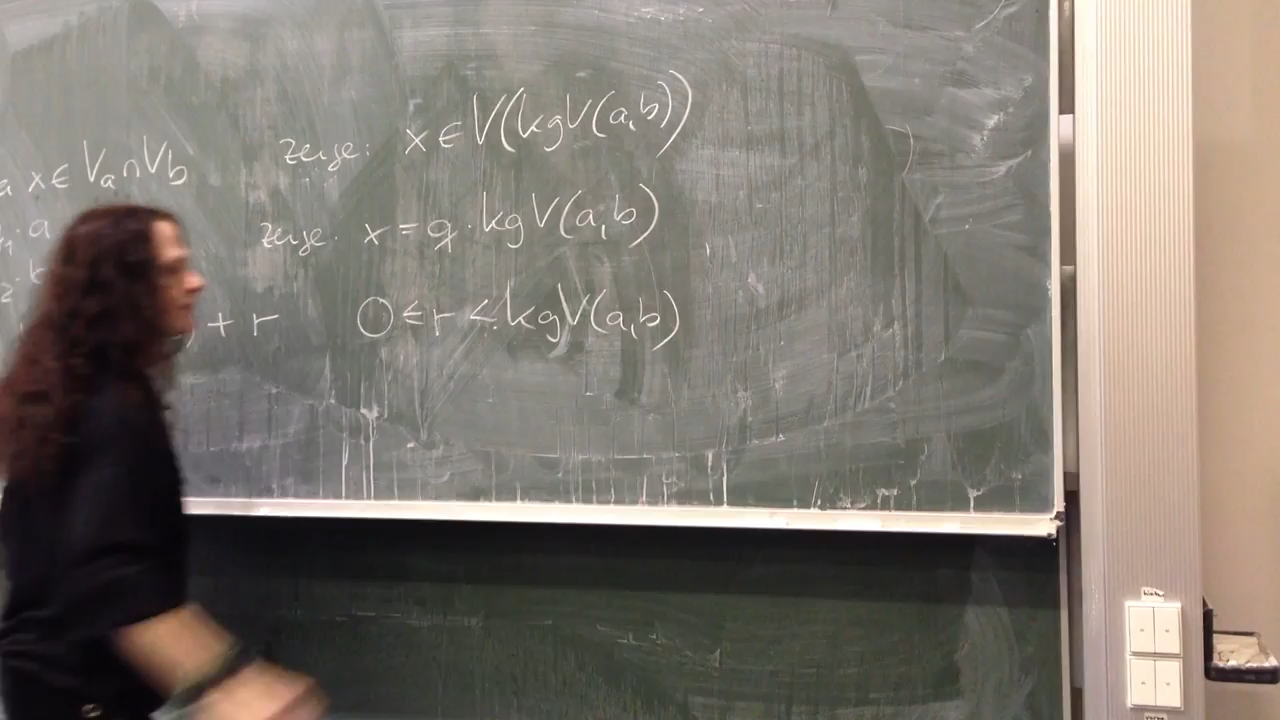 x ∈ Va ∩ Vb zeige: x ∈ V(kgV(a,b))
· a zeige: x = q · kgV(a,b)
) + r 0 ≤ r < kgV(a,b)